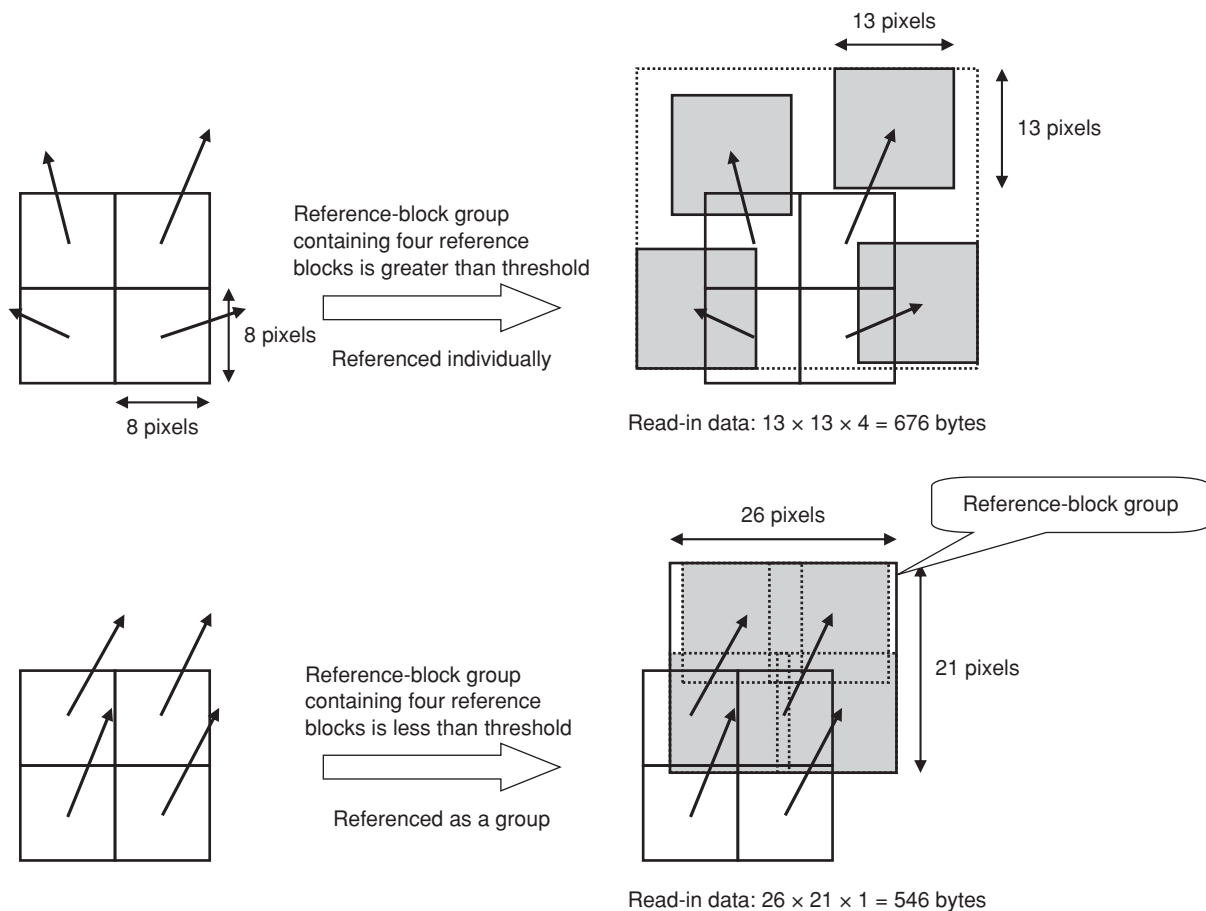 13 pixels
13 pixels
Reference-block group
containing four reference
blocks is greater than threshold
8 pixels
Referenced individually
8 pixels
Read-in data: 13 × 13 × 4 = 676 bytes
Reference-block group
26 pixels
Reference-block group
containing four reference
blocks is less than threshold
21 pixels
Referenced as a group
Read-in data: 26 × 21 × 1 = 546 bytes